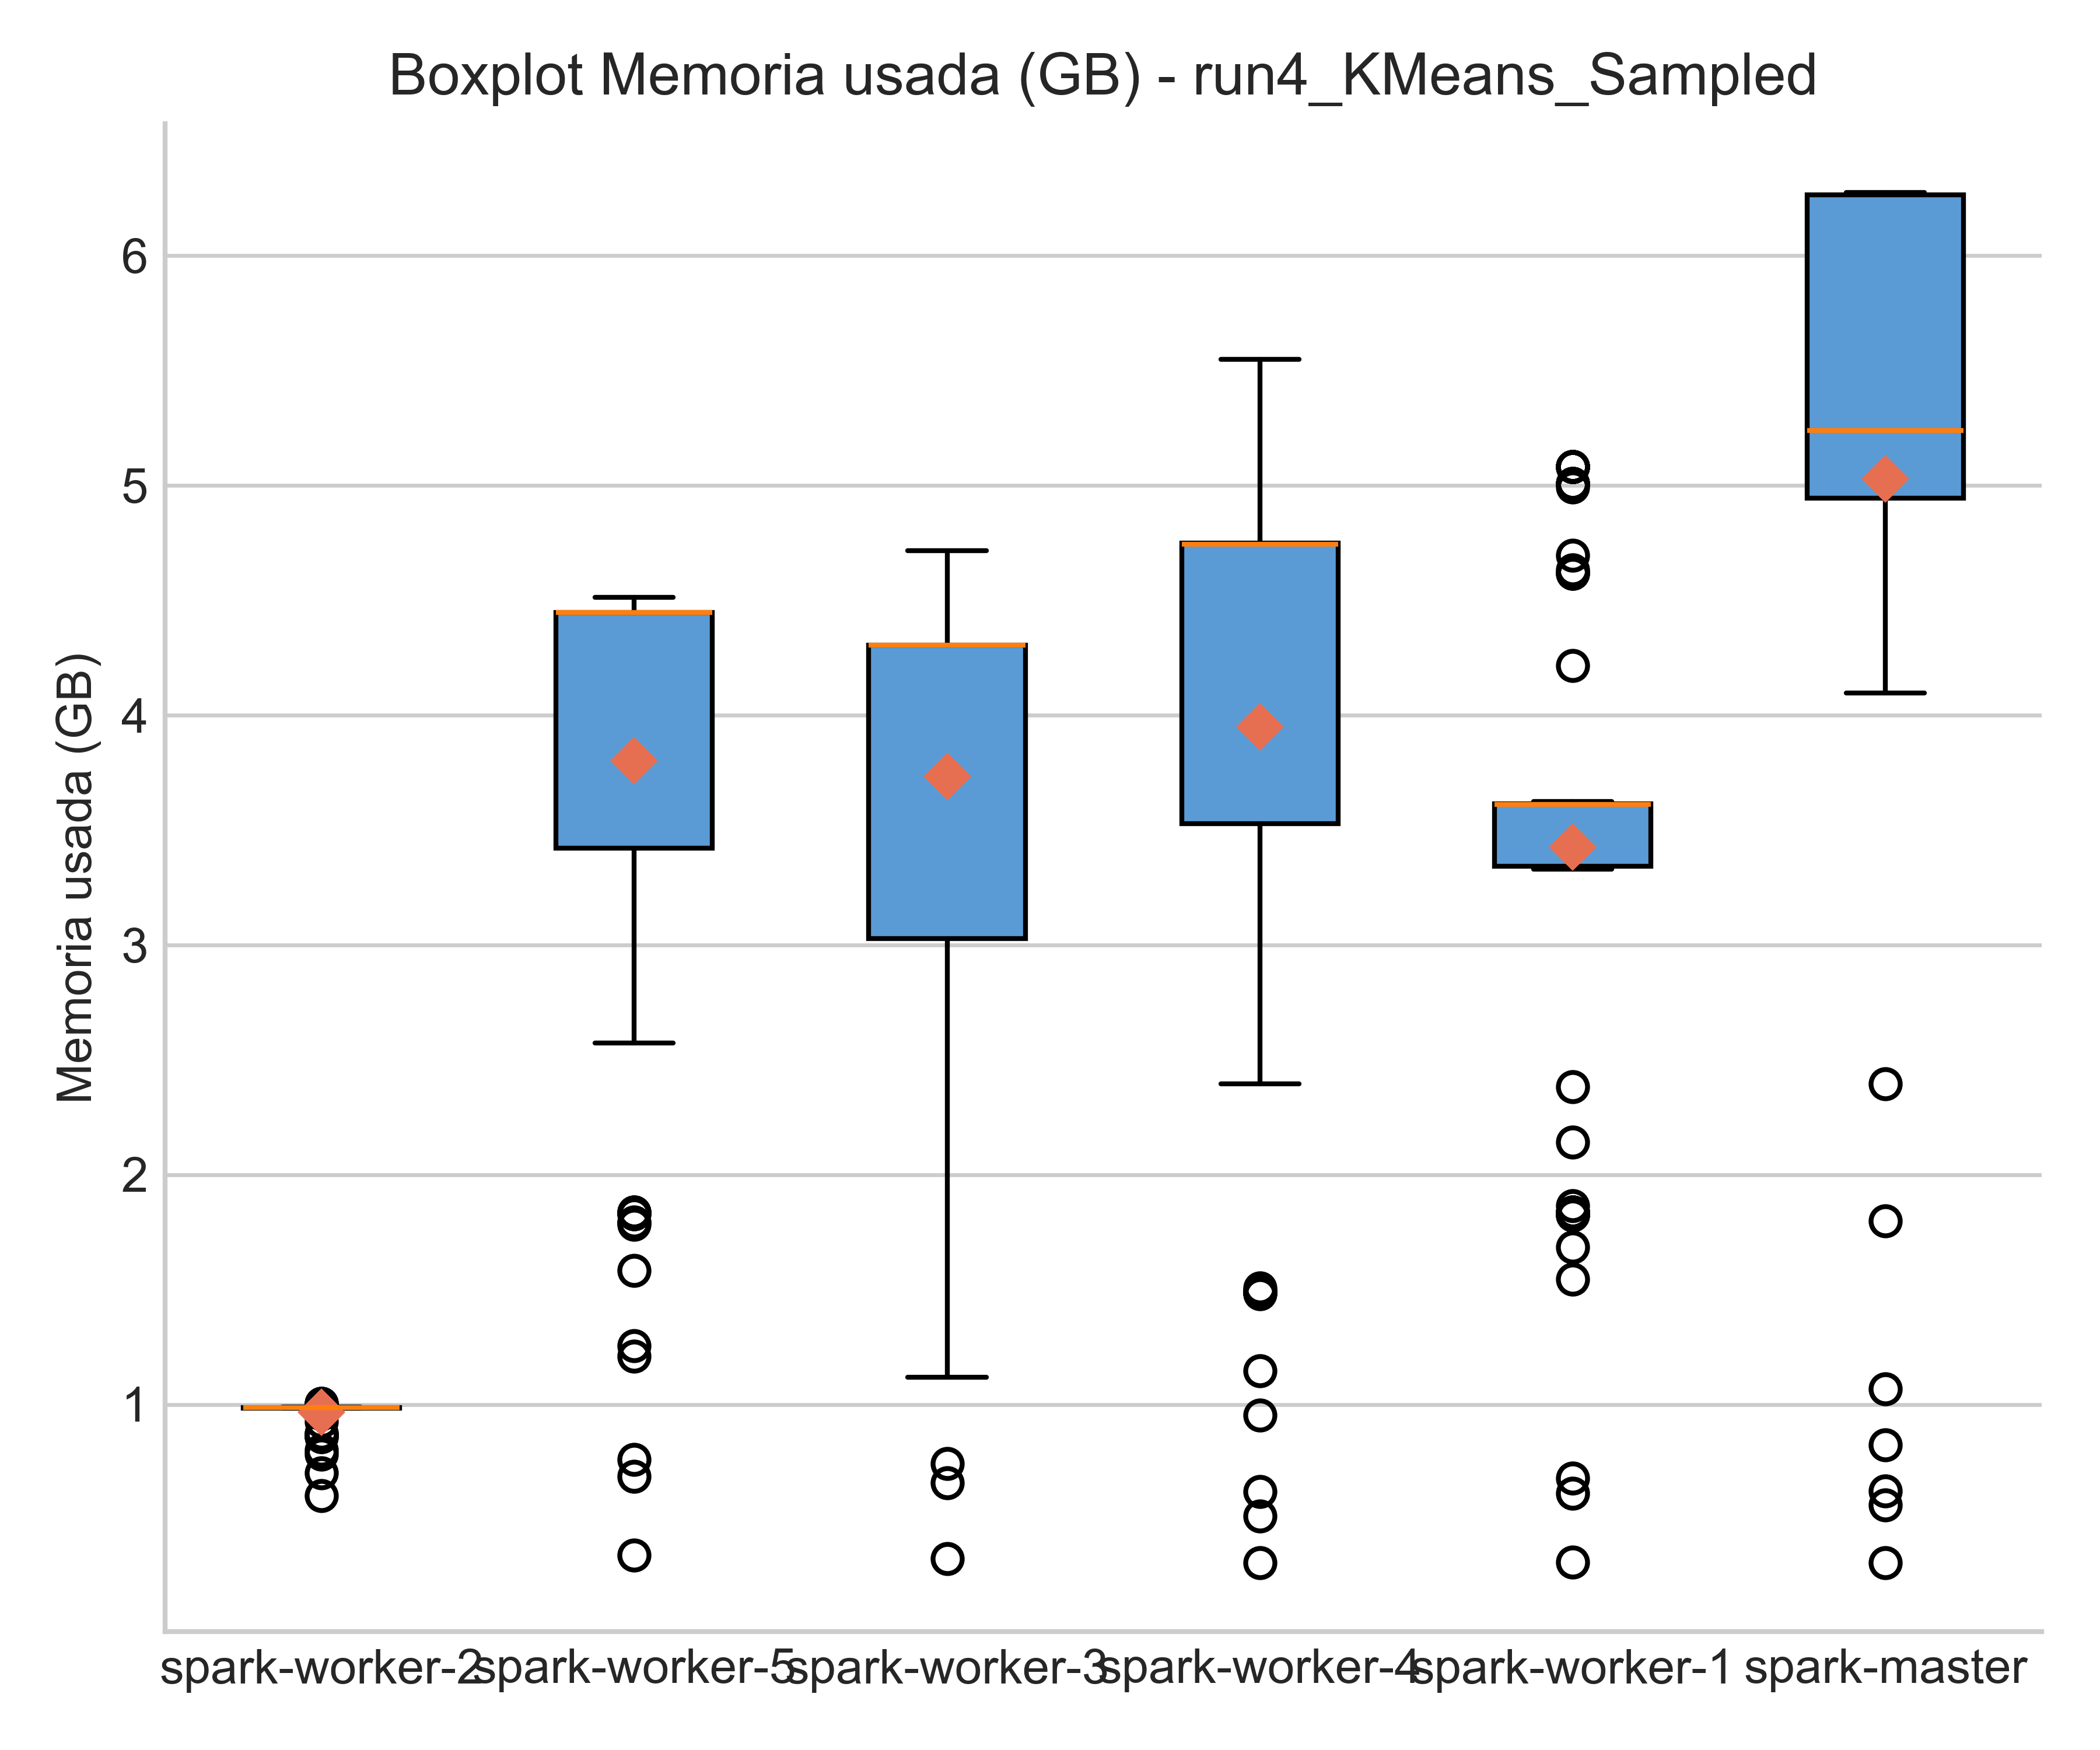 Boxplot Memoria usada (GB) - run4_KMeans_Sampled
Memoria usada (GB)
6
5
4
3
2
1
spark-worker-2
spark-worker-5
spark-worker-3
spark-worker-4
spark-worker-1
spark-master